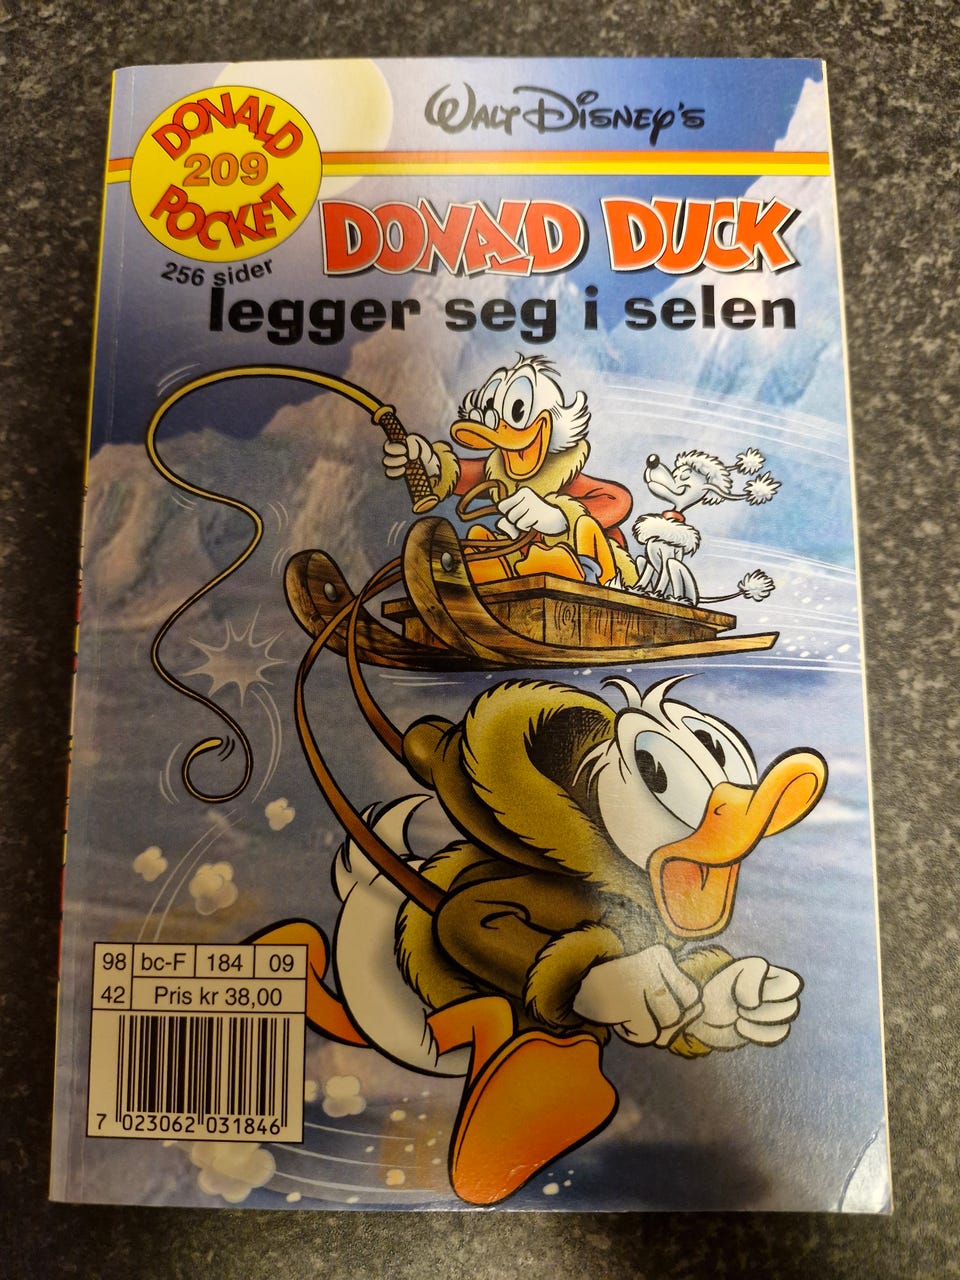 DONALD
209
POCKET
256 sider
WALT DISNEY'S
DONALD DUCK
legger seg i selen
98 bc-F 184 09
42 Pris kr 38,00
7 023062 031846